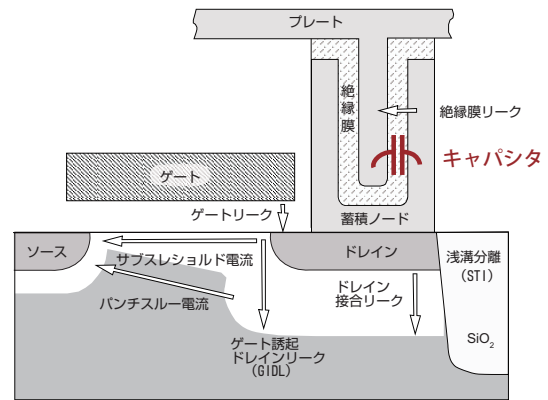 プレート
絶縁膜
絶縁膜リーク
キャパシタ
ゲート
ゲートリーク
蓄積ノード
ソース
サブスレショルド電流
ドレイン
浅溝分離
(STI)
パンチスルー電流
ドレイン
接合リーク
ゲート誘起
ドレインリーク
(GIDL)
SiO₂